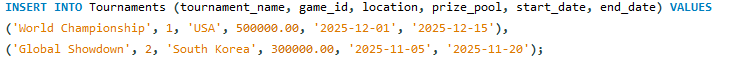 INSERT INTO Tournaments (tournament_name, game_id, location, prize_pool, start_date, end_date) VALUES
('World Championship', 1, 'USA', 500000.00, '2025-12-01', '2025-12-15'),
('Global Showdown', 2, 'South Korea', 300000.00, '2025-11-05', '2025-11-20');